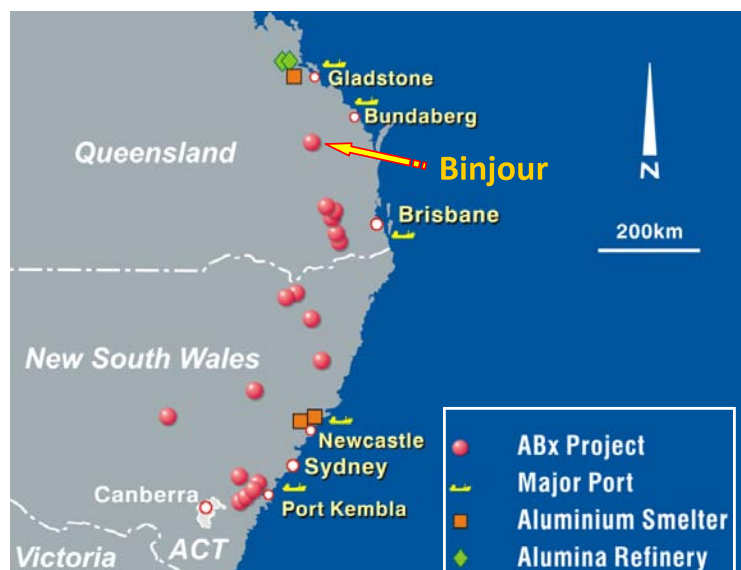 Gladstone
Bundaberg
Queensland
Binjour
Brisbane
N
200km
New South Wales
Newcastle
Sydney
Canberra
Port Kembla
ACT
Victoria
ABx Project
Major Port
Aluminium Smelter
Alumina Refinery